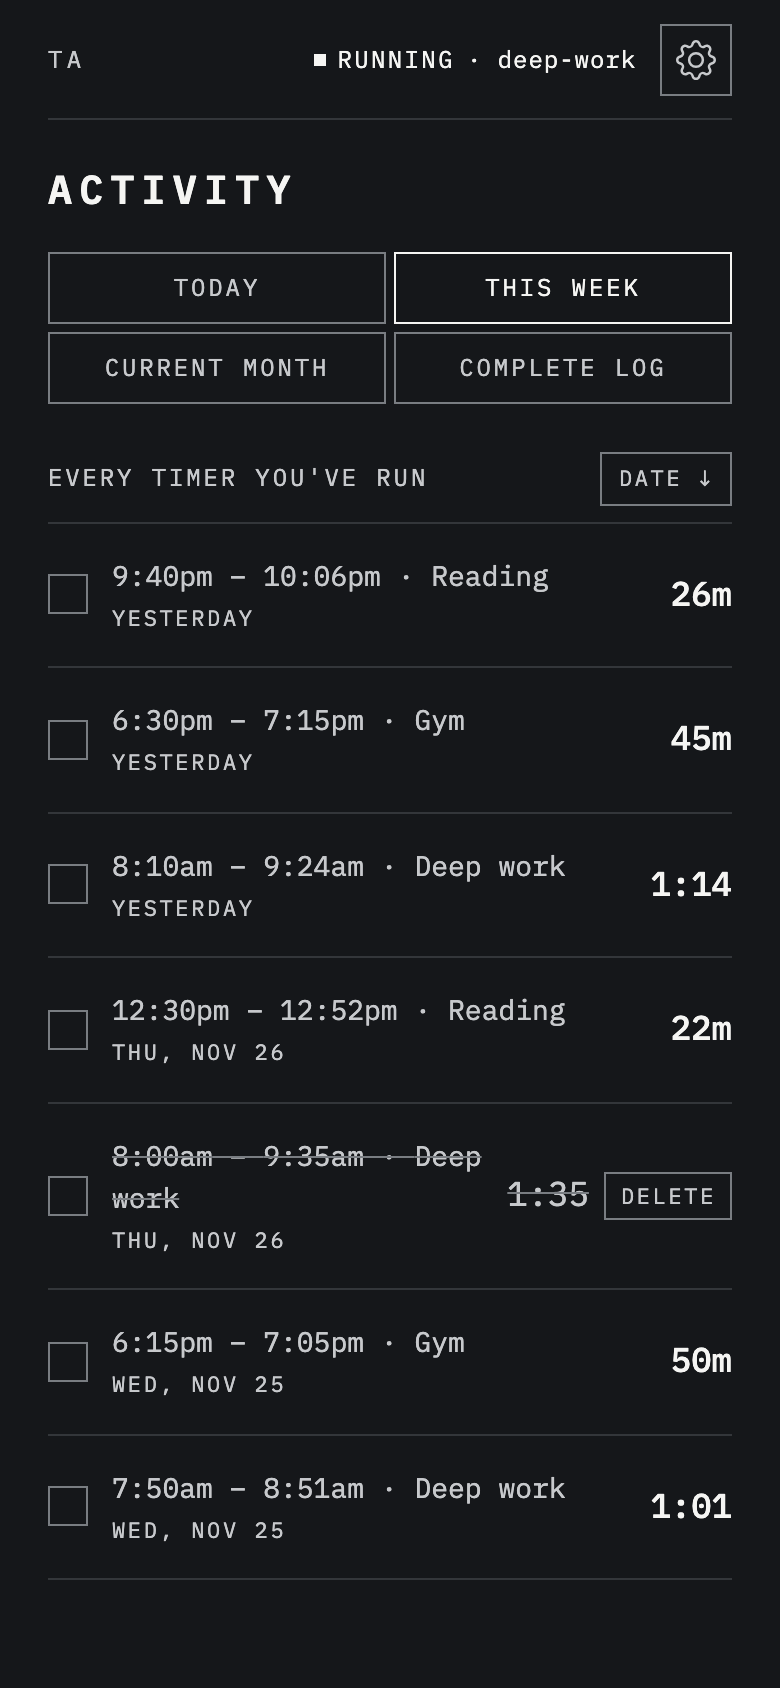 TA
RUNNING · deep-work
ACTIVITY
TODAY
THIS WEEK
CURRENT MONTH
COMPLETE LOG
EVERY TIMER YOU'VE RUN
DATE ↓
9:40pm – 10:06pm · Reading
YESTERDAY
26m
6:30pm – 7:15pm · Gym
YESTERDAY
45m
8:10am – 9:24am · Deep work
YESTERDAY
1:14
12:30pm – 12:52pm · Reading
THU, NOV 26
22m
8:00am – 9:35am · Deep
work
THU, NOV 26
1:35
DELETE
6:15pm – 7:05pm · Gym
WED, NOV 25
50m
7:50am – 8:51am · Deep work
WED, NOV 25
1:01